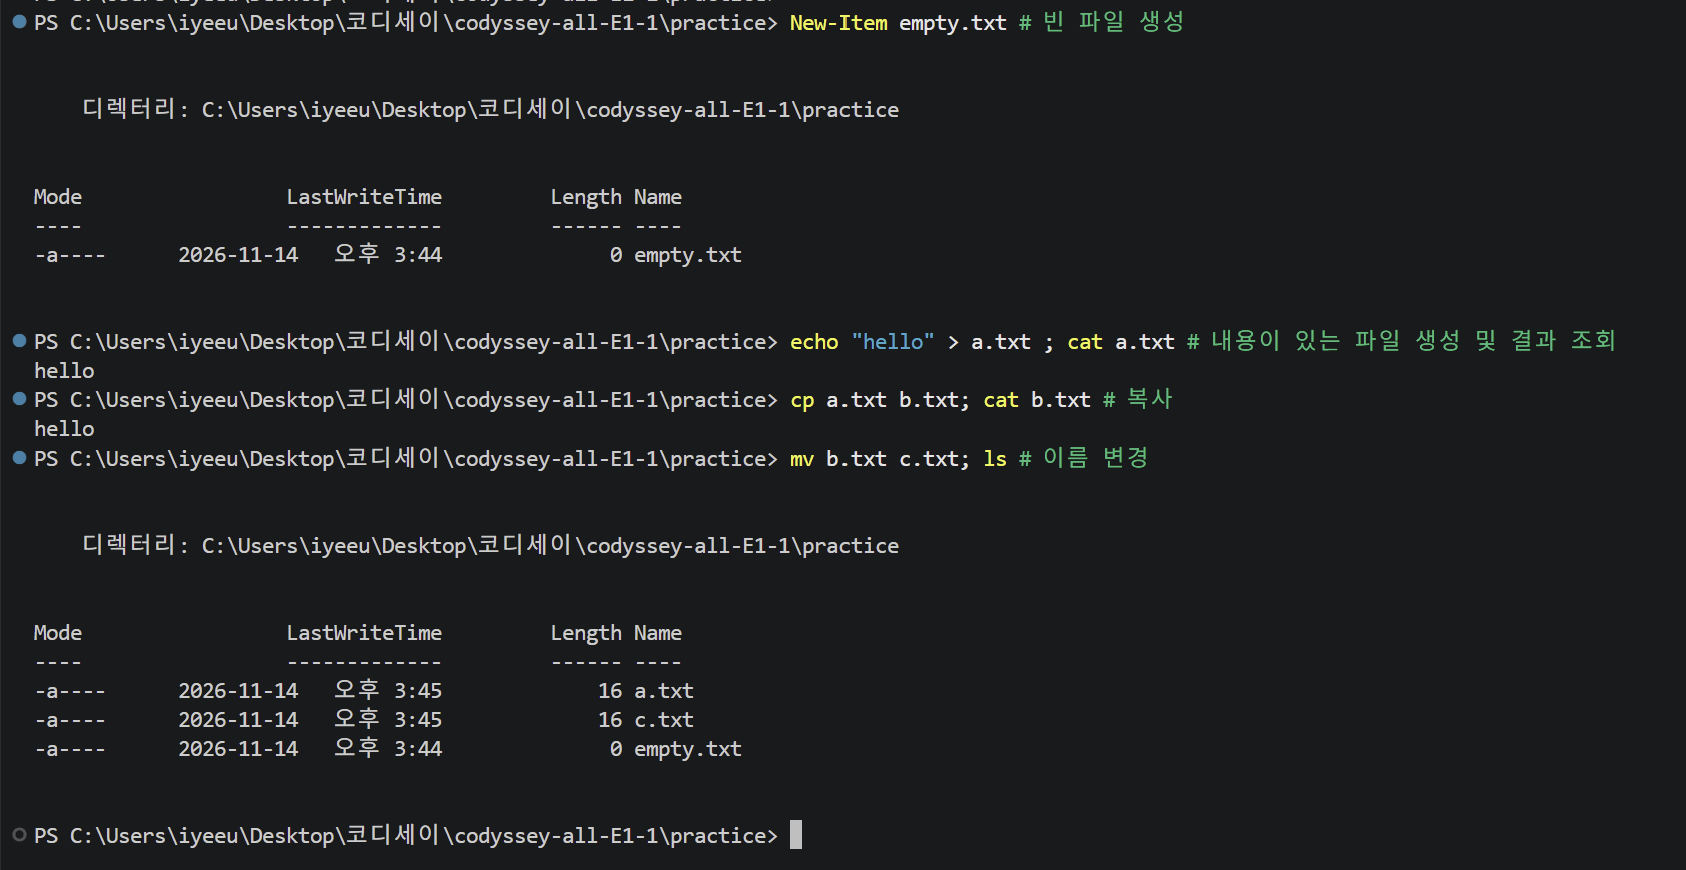 PS C:\Users\iyeeu\Desktop\코디세이\codyssey-all-E1-1\practice> New-Item empty.txt # 빈 파일 생성
디렉터리: C:\Users\iyeeu\Desktop\코디세이\codyssey-all-E1-1\practice
Mode LastWriteTime Length Name
---- ------------- ------ ----
-a---- 2026-11-14 오후 3:44 0 empty.txt
PS C:\Users\iyeeu\Desktop\코디세이\codyssey-all-E1-1\practice> echo "hello" > a.txt ; cat a.txt # 내용이 있는 파일 생성 및 결과 조회
hello
PS C:\Users\iyeeu\Desktop\코디세이\codyssey-all-E1-1\practice> cp a.txt b.txt; cat b.txt # 복사
hello
PS C:\Users\iyeeu\Desktop\코디세이\codyssey-all-E1-1\practice> mv b.txt c.txt; ls # 이름 변경
디렉터리: C:\Users\iyeeu\Desktop\코디세이\codyssey-all-E1-1\practice
Mode LastWriteTime Length Name
---- ------------- ------ ----
-a---- 2026-11-14 오후 3:45 16 a.txt
-a---- 2026-11-14 오후 3:45 16 c.txt
-a---- 2026-11-14 오후 3:44 0 empty.txt
PS C:\Users\iyeeu\Desktop\코디세이\codyssey-all-E1-1\practice>